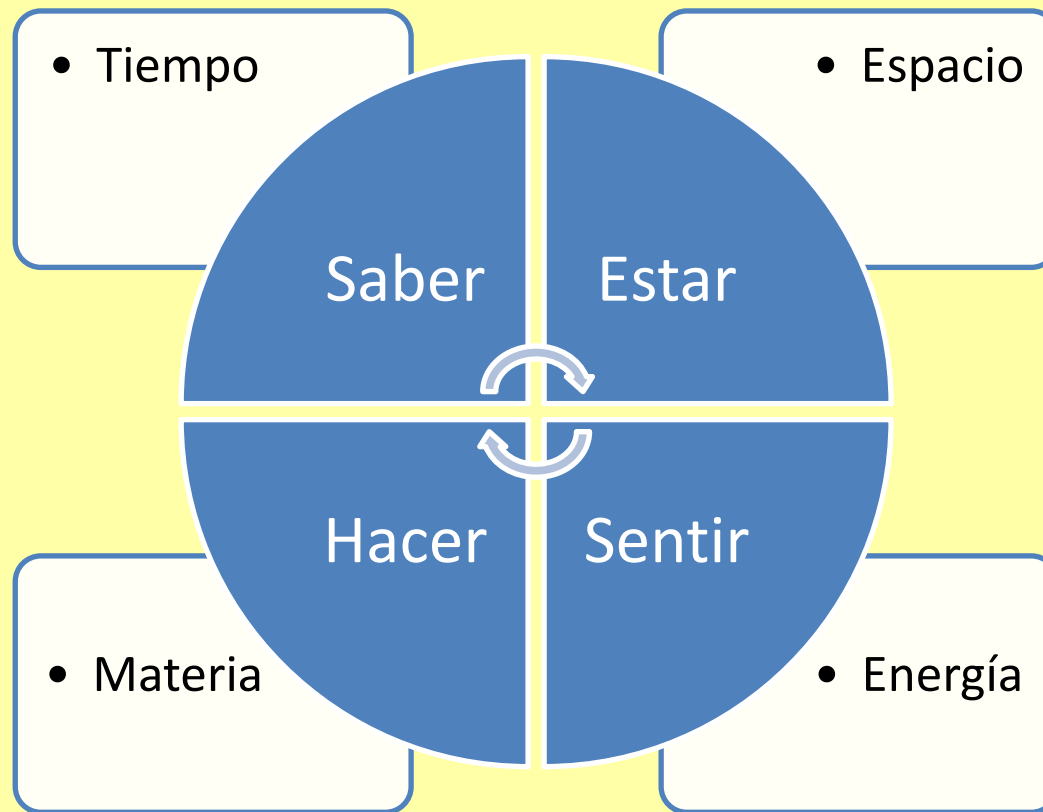 • Tiempo
• Espacio
Saber
Estar
Hacer
Sentir
• Materia
• Energía